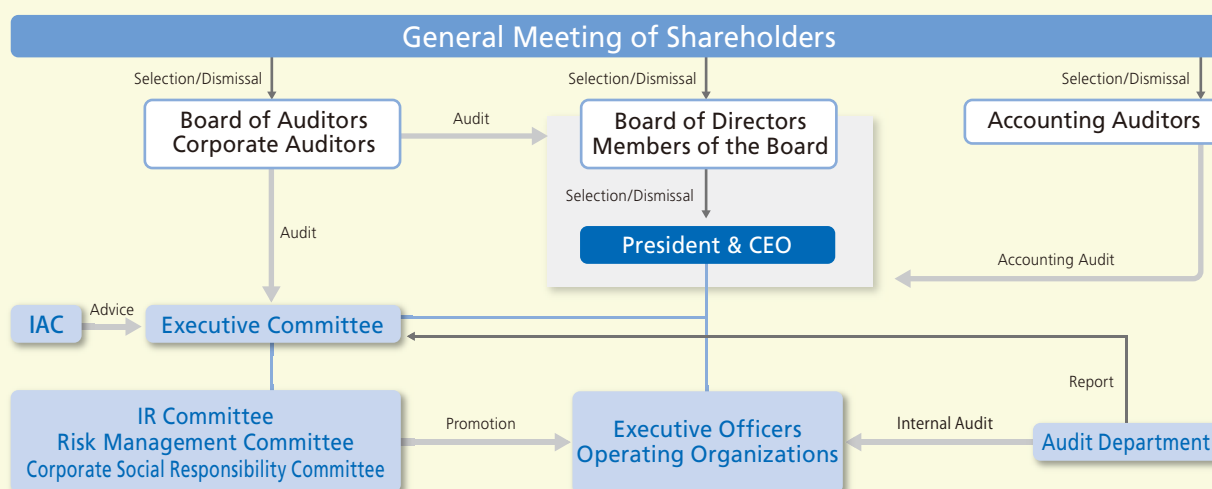 General Meeting of Shareholders
Selection/Dismissal
Selection/Dismissal
Selection/Dismissal
Board of Auditors
Corporate Auditors
Audit
Board of Directors
Members of the Board
Accounting Auditors
Selection/Dismissal
Audit
President & CEO
Accounting Audit
IAC
Advice
Executive Committee
Report
IR Committee
Risk Management Committee
Corporate Social Responsibility Committee
Promotion
Executive Officers
Operating Organizations
Internal Audit
Audit Department